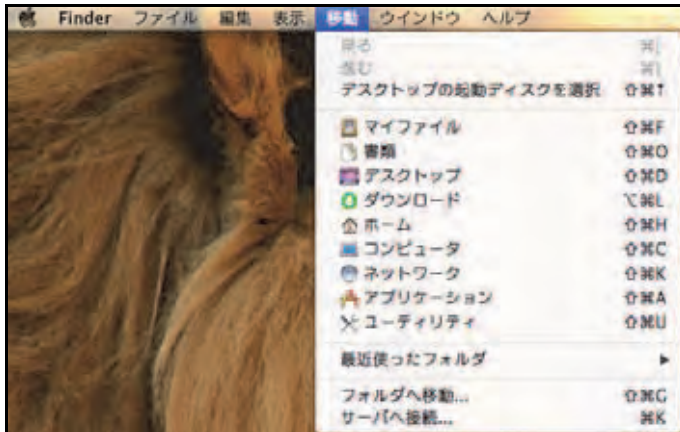 Finder ファイル 編集 表示 移動 ウインドウ ヘルプ
戻る ⌘[
進む ⌘]
デスクトップの起動ディスクを選択 ⇧⌘↑
マイファイル ⇧⌘F
書類 ⇧⌘O
デスクトップ ⇧⌘D
ダウンロード ⌥⌘L
ホーム ⇧⌘H
コンピュータ ⇧⌘C
ネットワーク ⇧⌘K
アプリケーション ⇧⌘A
ユーティリティ ⇧⌘U
最近使ったフォルダ ▶
フォルダへ移動... ⇧⌘G
サーバへ接続... ⌘K